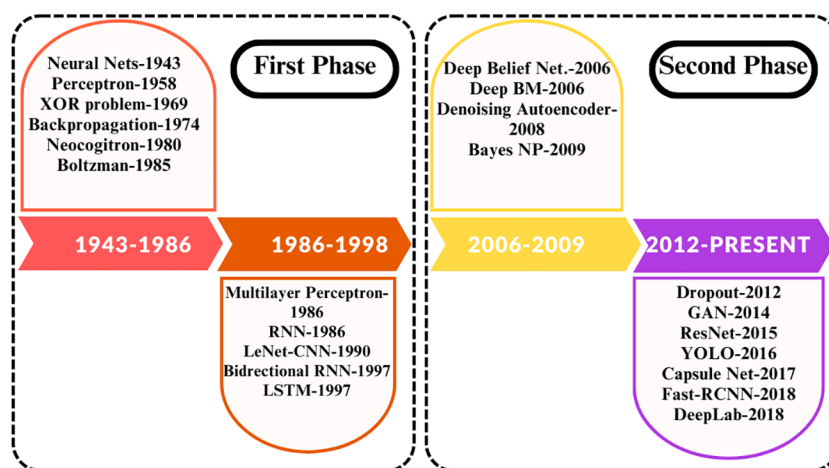 First Phase
Neural Nets-1943
Perceptron-1958
XOR problem-1969
Backpropagation-1974
Neocogitron-1980
Boltzman-1985
1943-1986
1986-1998
Multilayer Perceptron-
1986
RNN-1986
LeNet-CNN-1990
Bidrectional RNN-1997
LSTM-1997
Second Phase
Deep Belief Net.-2006
Deep BM-2006
Denoising Autoencoder-
2008
Bayes NP-2009
2006-2009
2012-PRESENT
Dropout-2012
GAN-2014
ResNet-2015
YOLO-2016
Capsule Net-2017
Fast-RCNN-2018
DeepLab-2018